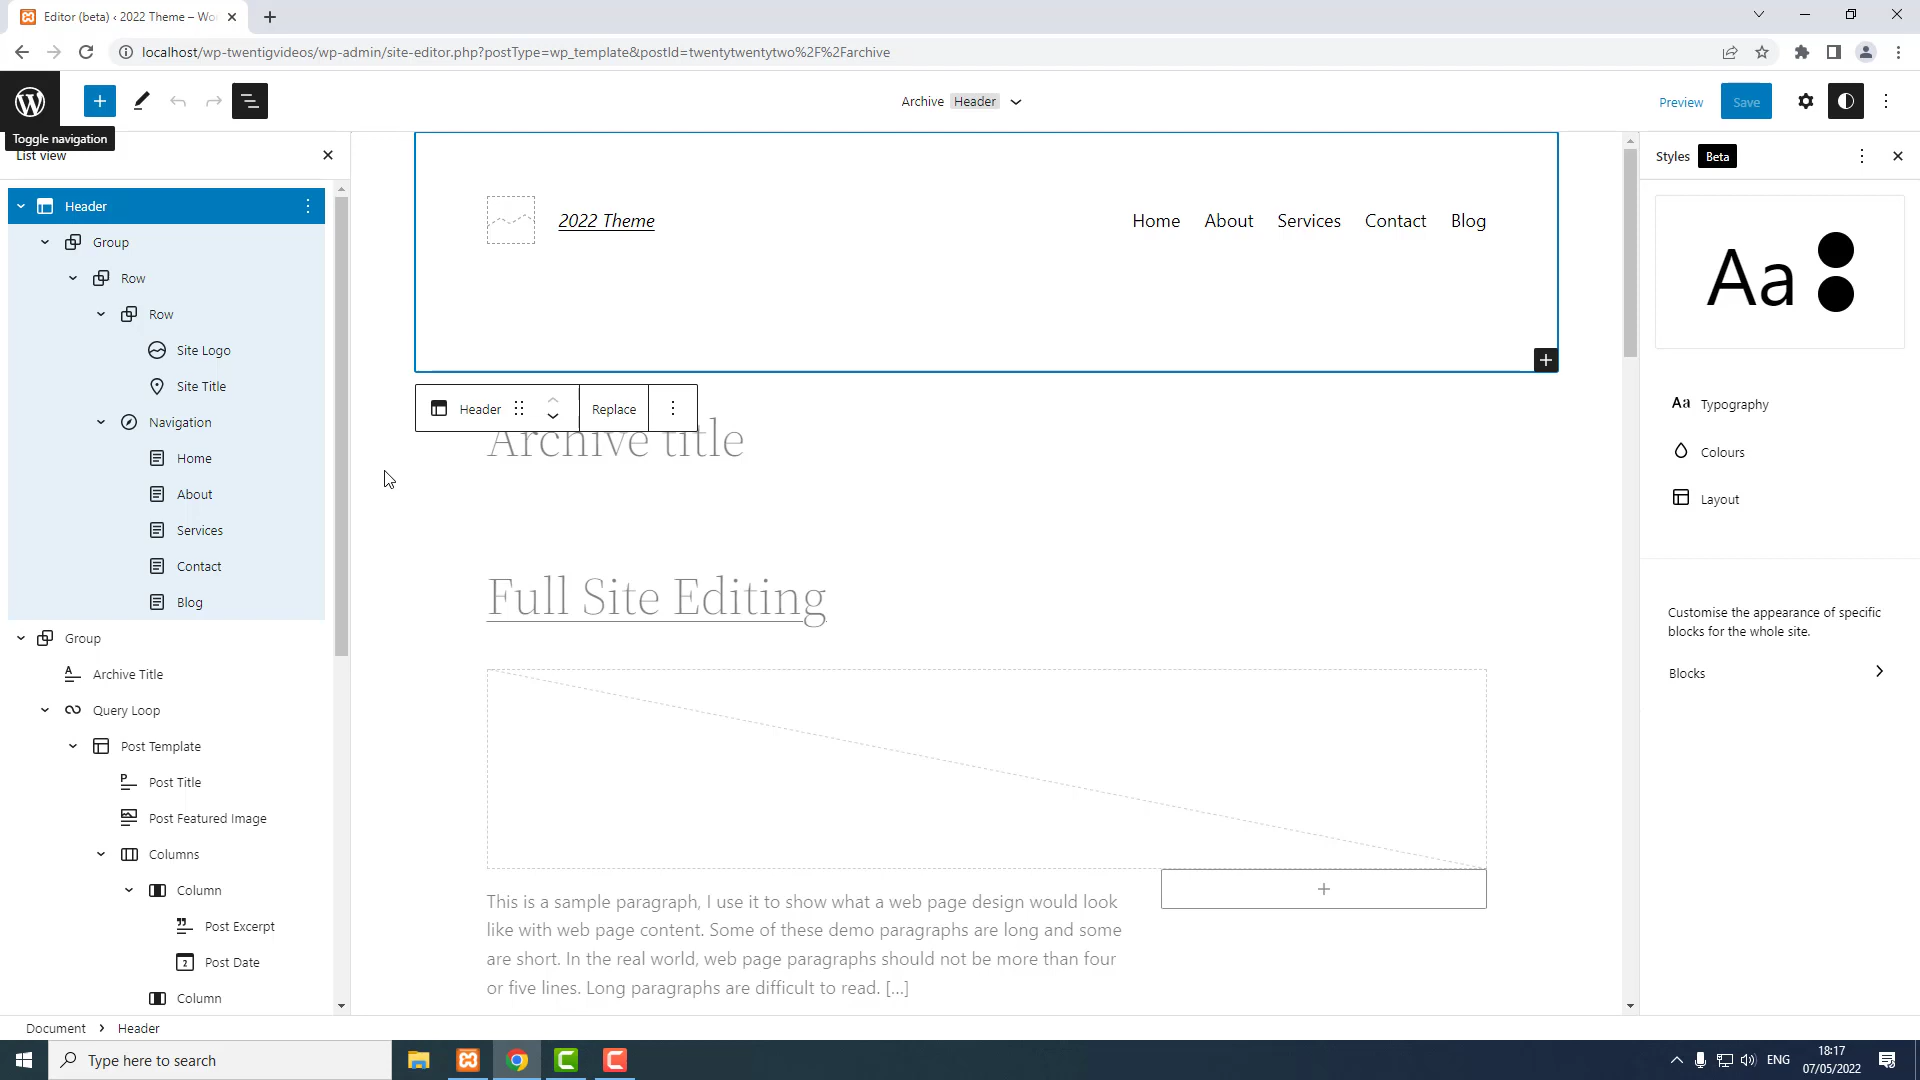 Editor (beta) ‹ 2022 Theme – Wo
localhost/wp-twentigvideos/wp-admin/site-editor.php?postType=wp_template&postId=twentytwentytwo%2F%2Farchive
Archive Header
Preview
Save
Toggle navigation
List view
Styles
Beta
Header
Group
Row
Row
Site Logo
Site Title
Navigation
Home
About
Services
Contact
Blog
Group
Archive Title
Query Loop
Post Template
Post Title
Post Featured Image
Columns
Column
Post Excerpt
Post Date
Column
2022 Theme
Home About Services Contact Blog
Header
Replace
Archive title
Full Site Editing
This is a sample paragraph, I use it to show what a web page design would look
like with web page content. Some of these demo paragraphs are long and some
are short. In the real world, web page paragraphs should not be more than four
or five lines. Long paragraphs are difficult to read. […]
Aa
Aa Typography
Colours
Layout
Customise the appearance of specific
blocks for the whole site.
Blocks
Document › Header
Type here to search
ENG
18:17
07/05/2022